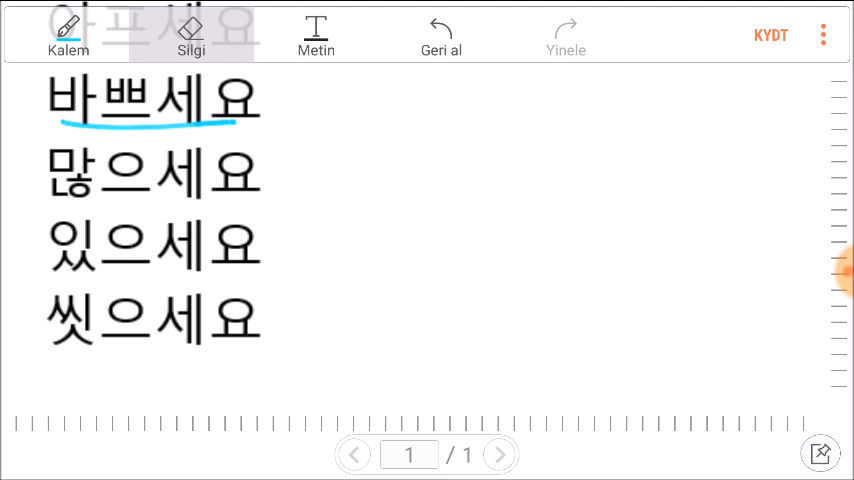 아프세요
Kalem
Silgi
Metin
Geri al
Yinele
KYDT
바쁘세요
많으세요
있으세요
씻으세요
1 / 1